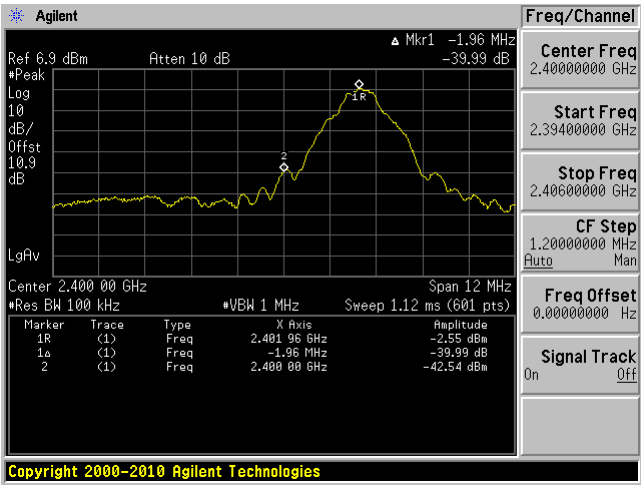 Agilent
Freq/Channel
Δ Mkr1 -1.96 MHz
Ref 6.9 dBm Atten 10 dB -39.99 dB
#Peak
Log
10
dB/
Offst
10.9
dB
LgAv
1R
2
Center 2.400 00 GHz Span 12 MHz
#Res BW 100 kHz #VBW 1 MHz Sweep 1.12 ms (601 pts)
Marker Trace Type X Axis Amplitude
1R (1) Freq 2.401 96 GHz -2.55 dBm
1Δ (1) Freq -1.96 MHz -39.99 dB
2 (1) Freq 2.400 00 GHz -42.54 dBm
Center Freq
2.40000000 GHz
Start Freq
2.39400000 GHz
Stop Freq
2.40600000 GHz
CF Step
1.20000000 MHz
Auto Man
Freq Offset
0.00000000 Hz
Signal Track
On Off
Copyright 2000-2010 Agilent Technologies